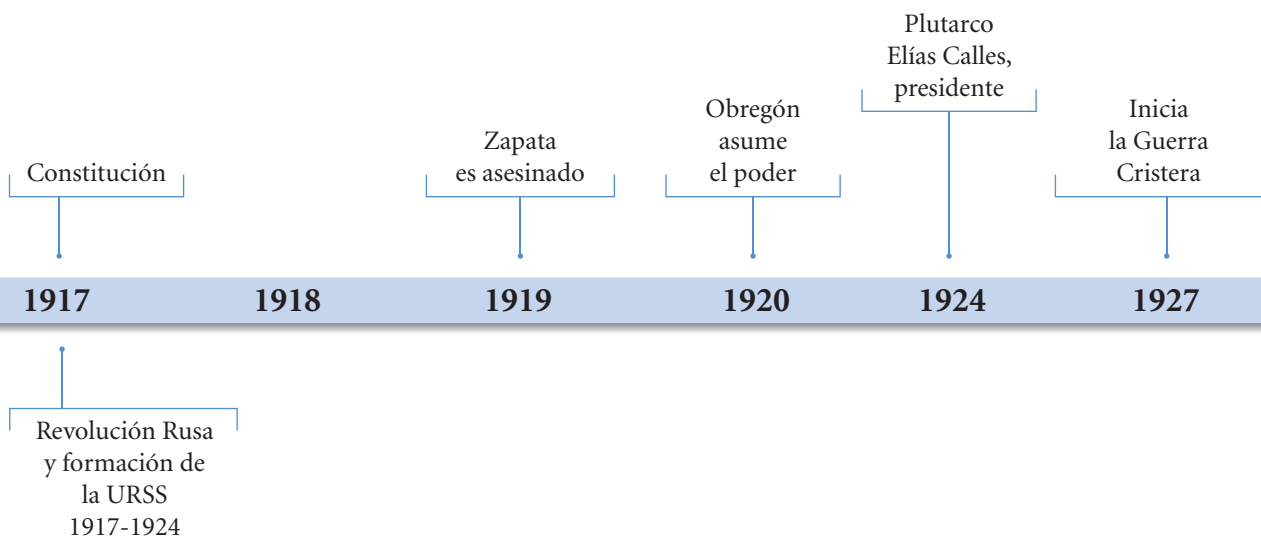 Constitución
Zapata
es asesinado
Obregón
asume
el poder
Plutarco
Elías Calles,
presidente
Inicia
la Guerra
Cristera
1917 1918 1919 1920 1924 1927
Revolución Rusa
y formación de
la URSS
1917-1924